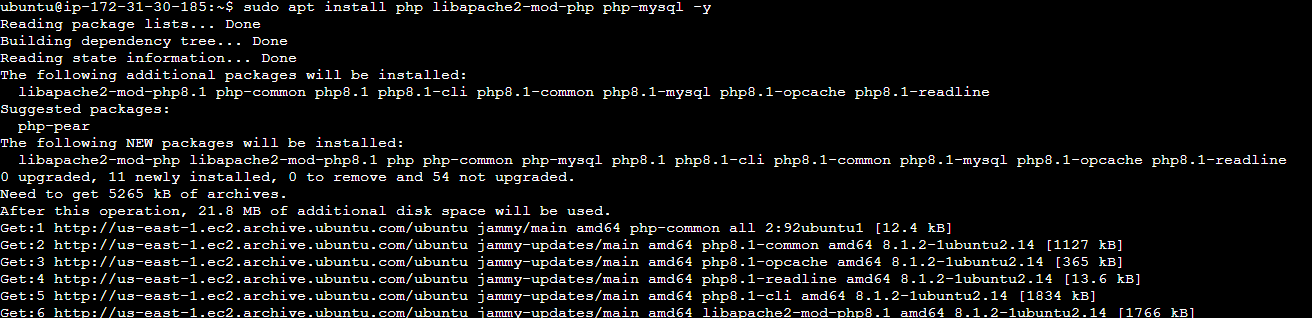 ubuntu@ip-172-31-30-185:~$ sudo apt install php libapache2-mod-php php-mysql -y
Reading package lists... Done
Building dependency tree... Done
Reading state information... Done
The following additional packages will be installed:
  libapache2-mod-php8.1 php-common php8.1 php8.1-cli php8.1-common php8.1-mysql php8.1-opcache php8.1-readline
Suggested packages:
  php-pear
The following NEW packages will be installed:
  libapache2-mod-php libapache2-mod-php8.1 php php-common php-mysql php8.1 php8.1-cli php8.1-common php8.1-mysql php8.1-opcache php8.1-readline
0 upgraded, 11 newly installed, 0 to remove and 54 not upgraded.
Need to get 5265 kB of archives.
After this operation, 21.8 MB of additional disk space will be used.
Get:1 http://us-east-1.ec2.archive.ubuntu.com/ubuntu jammy/main amd64 php-common all 2:92ubuntu1 [12.4 kB]
Get:2 http://us-east-1.ec2.archive.ubuntu.com/ubuntu jammy-updates/main amd64 php8.1-common amd64 8.1.2-1ubuntu2.14 [1127 kB]
Get:3 http://us-east-1.ec2.archive.ubuntu.com/ubuntu jammy-updates/main amd64 php8.1-opcache amd64 8.1.2-1ubuntu2.14 [365 kB]
Get:4 http://us-east-1.ec2.archive.ubuntu.com/ubuntu jammy-updates/main amd64 php8.1-readline amd64 8.1.2-1ubuntu2.14 [13.6 kB]
Get:5 http://us-east-1.ec2.archive.ubuntu.com/ubuntu jammy-updates/main amd64 php8.1-cli amd64 8.1.2-1ubuntu2.14 [1834 kB]
Get:6 http://us-east-1.ec2.archive.ubuntu.com/ubuntu jammy-updates/main amd64 libapache2-mod-php8.1 amd64 8.1.2-1ubuntu2.14 [1766 kB]